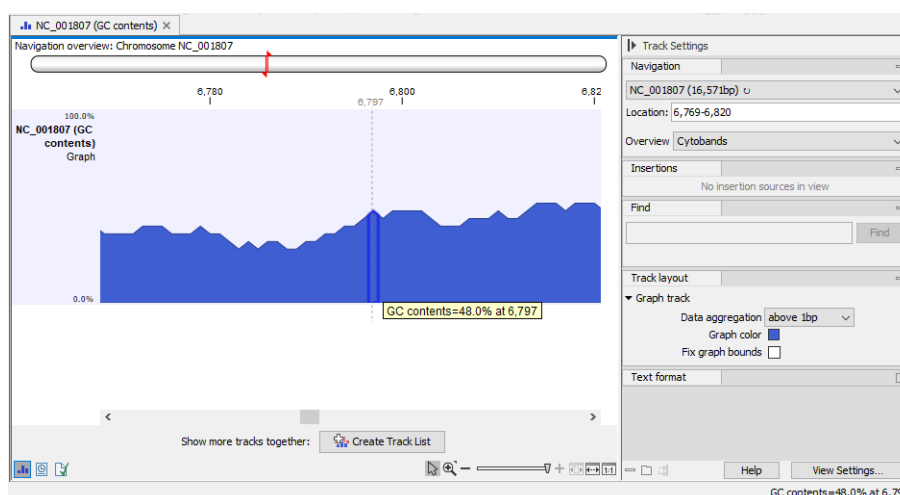 NC_001807 (GC contents) ×
Navigation overview: Chromosome NC_001807
6,780 6,800 6,82
6,797
100.0%
NC_001807 (GC
contents)
Graph
0.0%
GC contents=48.0% at 6,797
Show more tracks together: Create Track List
Track Settings
Navigation
NC_001807 (16,571bp)
Location: 6,769-6,820
Overview Cytobands
Insertions
No insertion sources in view
Find
Find
Track layout
Graph track
Data aggregation above 1bp
Graph color
Fix graph bounds
Text format
1:1
Help View Settings...
GC contents=48.0% at 6,79